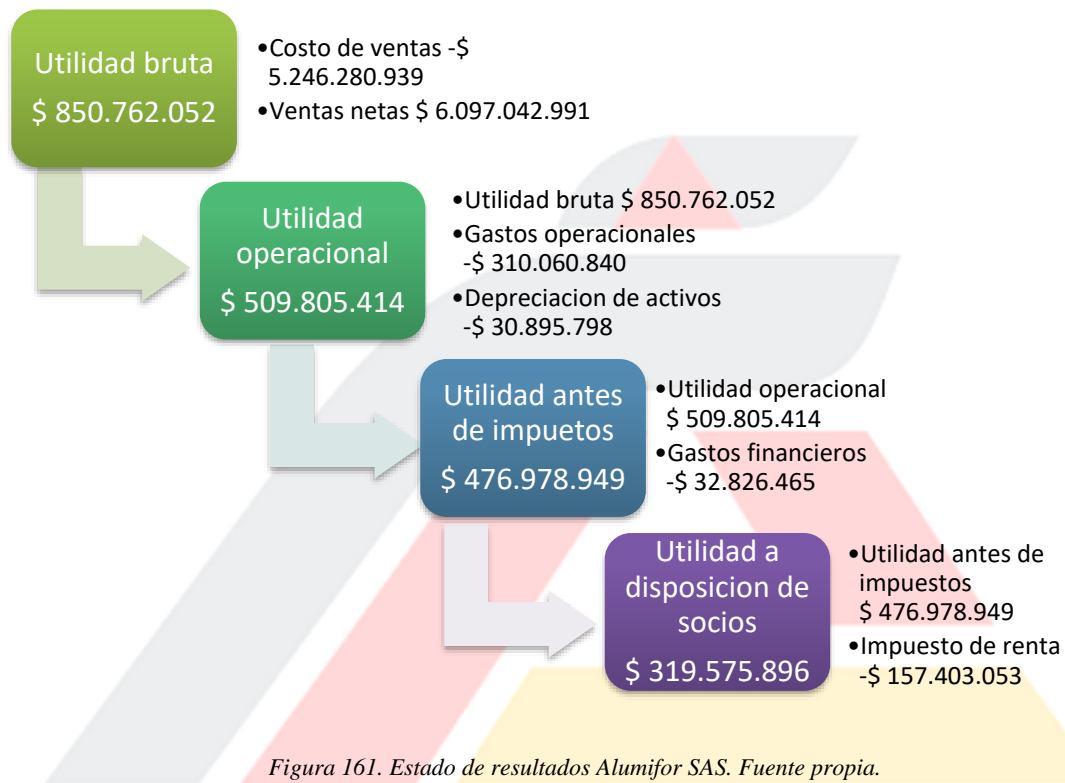 Utilidad bruta
$ 850.762.052
•Costo de ventas -$
5.246.280.939
•Ventas netas $ 6.097.042.991
Utilidad
operacional
$ 509.805.414
•Utilidad bruta $ 850.762.052
•Gastos operacionales
-$ 310.060.840
•Depreciacion de activos
-$ 30.895.798
Utilidad antes
de impuetos
$ 476.978.949
•Utilidad operacional
$ 509.805.414
•Gastos financieros
-$ 32.826.465
Utilidad a
disposicion de
socios
$ 319.575.896
•Utilidad antes de
impuestos
$ 476.978.949
•Impuesto de renta
-$ 157.403.053
Figura 161. Estado de resultados Alumifor SAS. Fuente propia.